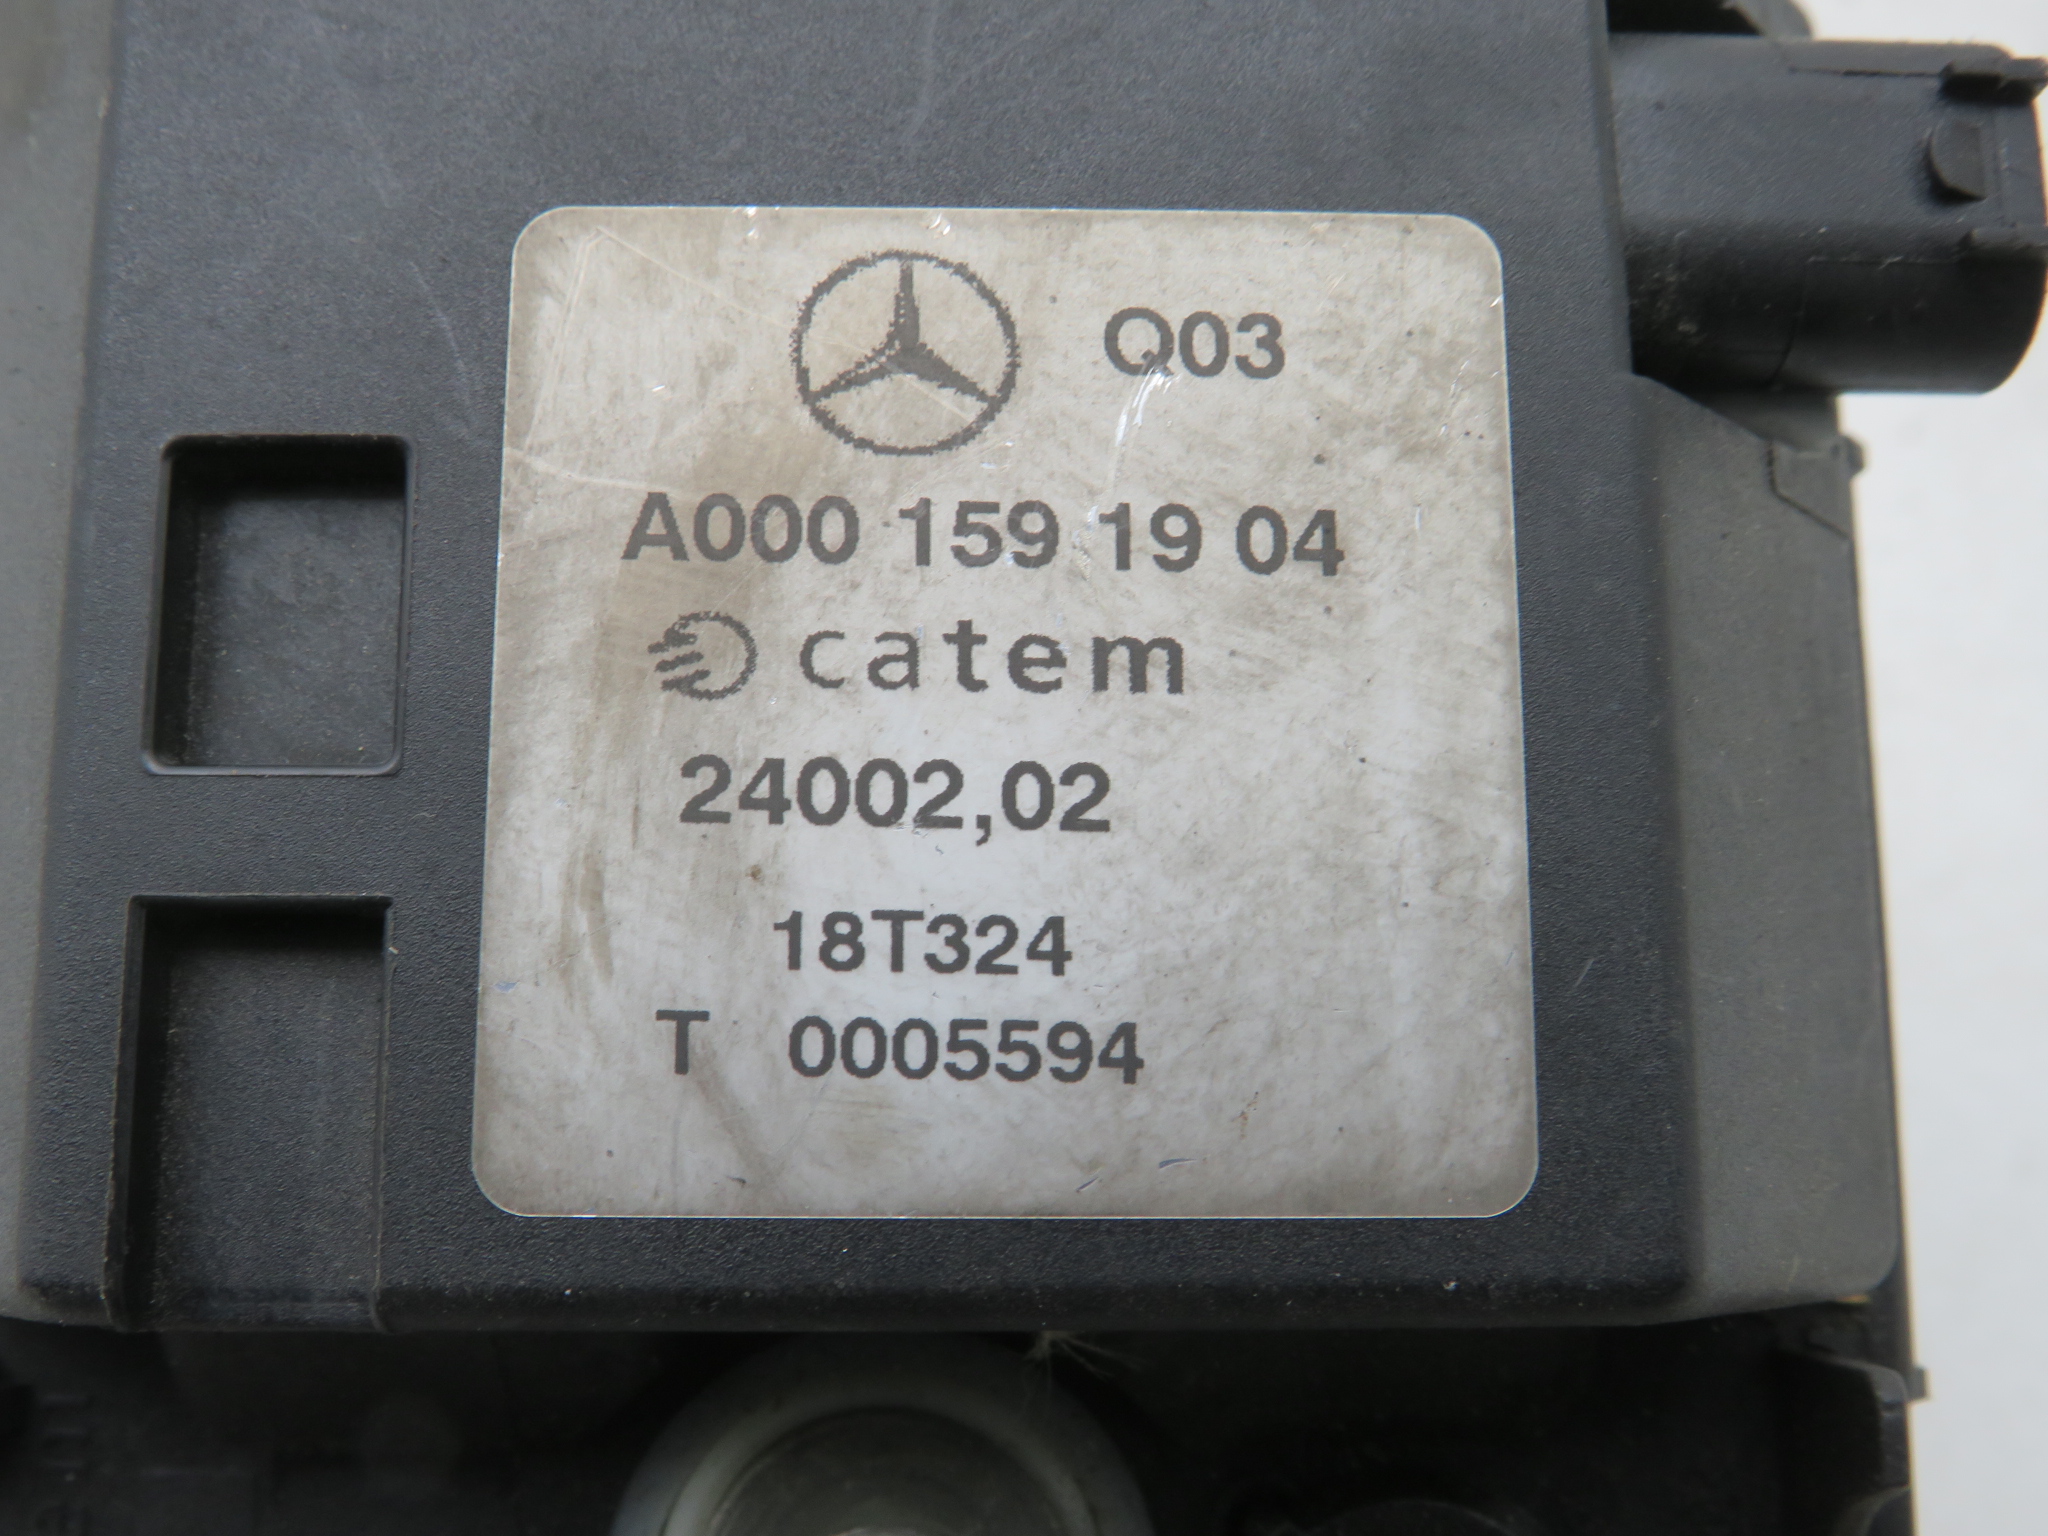 Q03
A000 159 19 04
catem
24002,02
18T324
T 0005594